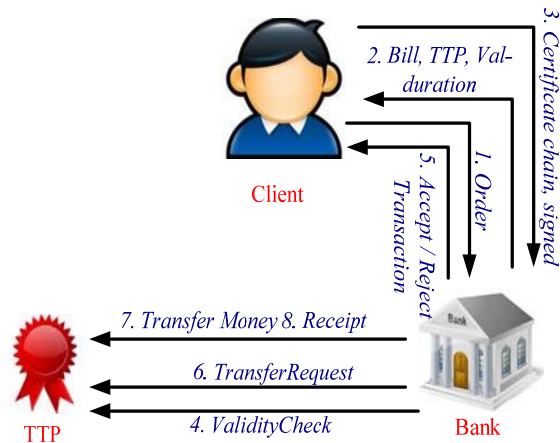 3. Certificate chain, signed
2. Bill, TTP, Val-
duration
1. Order
5. Accept / Reject
Transaction
Client
7. Transfer Money 8. Receipt
Bank
6. TransferRequest
4. ValidityCheck
TTP
Bank